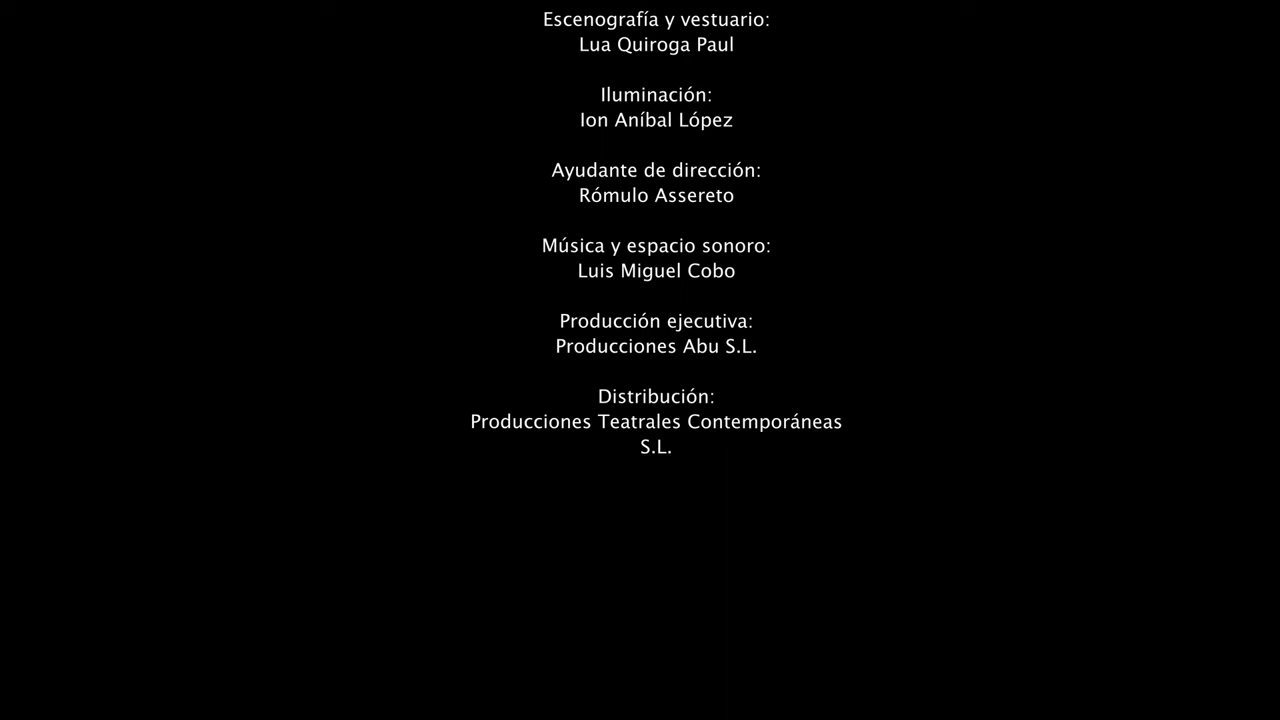 Escenografía y vestuario:
Lua Quiroga Paul
Iluminación:
Ion Aníbal López
Ayudante de dirección:
Rómulo Assereto
Música y espacio sonoro:
Luis Miguel Cobo
Producción ejecutiva:
Producciones Abu S.L.
Distribución:
Producciones Teatrales Contemporáneas
S.L.